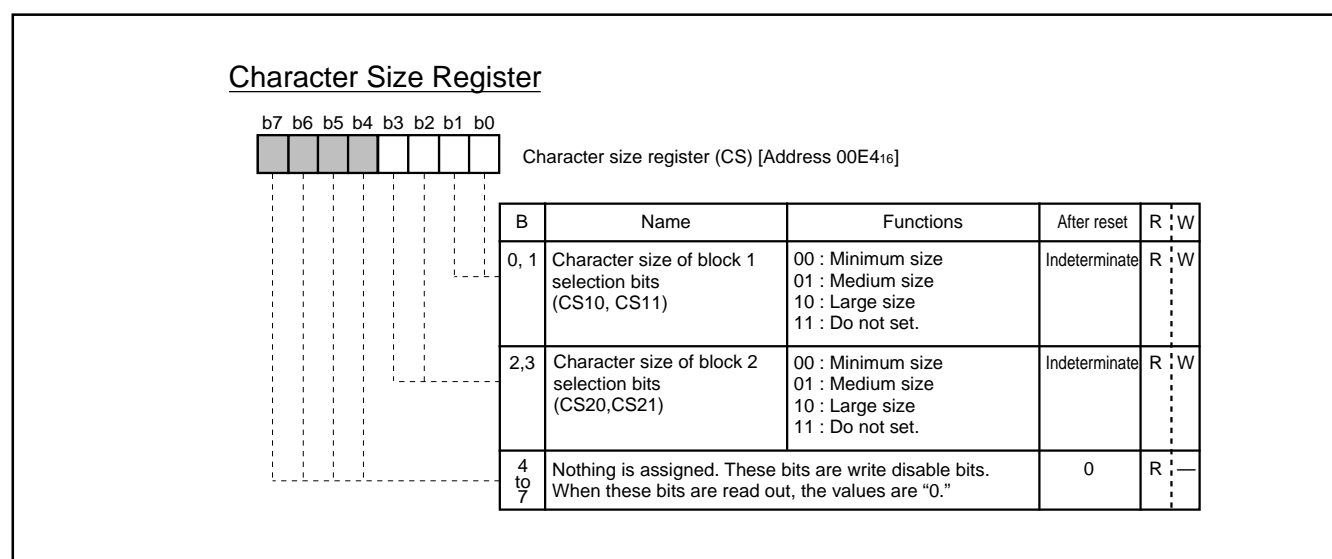 Character Size Register
b7 b6 b5 b4 b3 b2 b1 b0
Character size register (CS) [Address 00E416]
B Name Functions After reset R W
0, 1 Character size of block 1 selection bits (CS10, CS11) 00 : Minimum size Indeterminate R W
01 : Medium size
10 : Large size
11 : Do not set.
2,3 Character size of block 2 selection bits (CS20,CS21) 00 : Minimum size Indeterminate R W
01 : Medium size
10 : Large size
11 : Do not set.
4 to 7 Nothing is assigned. These bits are write disable bits. 0 R —
When these bits are read out, the values are “0.”